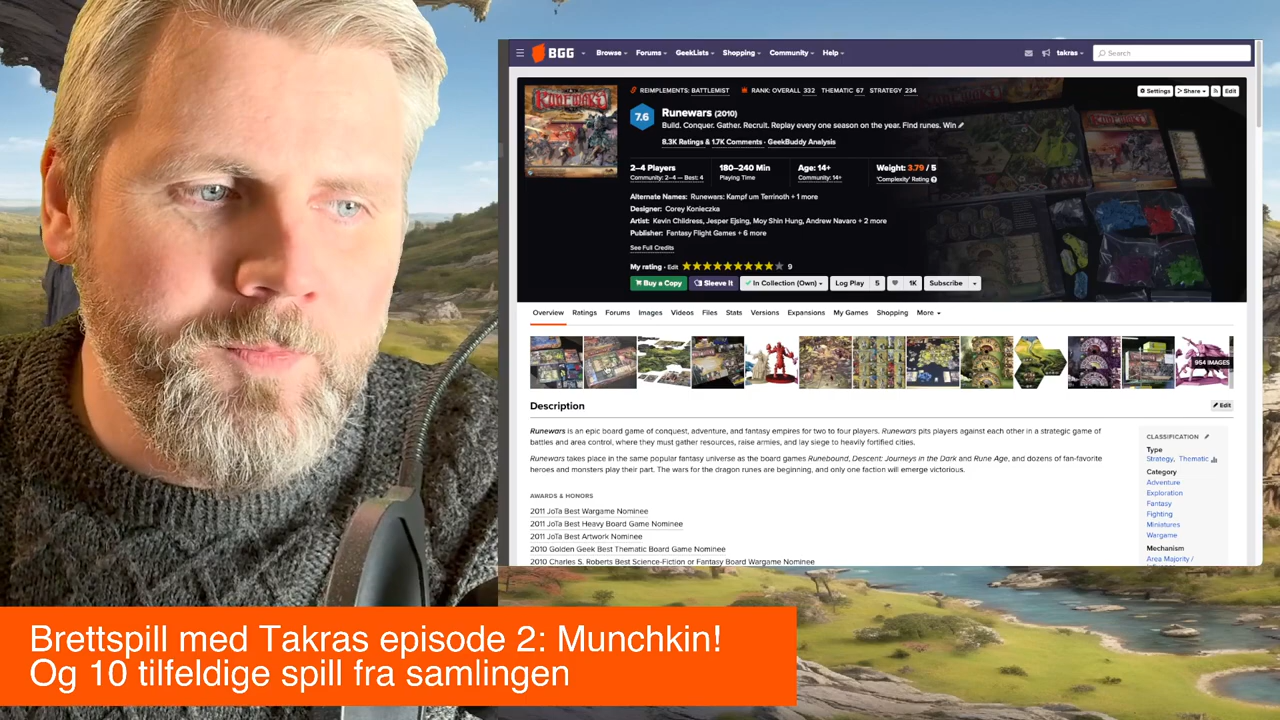 BGG
Browse
Forums
GeekLists
Shopping
Community
Help
takras
Search
REIMPLEMENTS: BATTLEMIST
RANK: OVERALL 332 THEMATIC 67 STRATEGY 234
Settings
Share
Edit
RUNEWARS
7.6
Runewars (2010)
Build. Conquer. Gather. Recruit. Replay every one season on the year. Find runes. Win
8.3K Ratings & 1.7K Comments · GeekBuddy Analysis
2–4 Players
Community: 2–4 — Best: 4
180–240 Min
Playing Time
Age: 14+
Community: 14+
Weight: 3.79 / 5
'Complexity' Rating
Alternate Names: Runewars: Kampf um Terrinoth + 1 more
Designer: Corey Konieczka
Artist: Kevin Childress, Jesper Ejsing, Moy Shin Hung, Andrew Navaro + 2 more
Publisher: Fantasy Flight Games + 6 more
See Full Credits
My rating · Edit 9
Buy a Copy
Sleeve It
In Collection (Own)
Log Play 5
1K
Subscribe
Overview
Ratings
Forums
Images
Videos
Files
Stats
Versions
Expansions
My Games
Shopping
More
954 IMAGES
Description
Edit
Runewars is an epic board game of conquest, adventure, and fantasy empires for two to four players. Runewars pits players against each other in a strategic game of
battles and area control, where they must gather resources, raise armies, and lay siege to heavily fortified cities.
Runewars takes place in the same popular fantasy universe as the board games Runebound, Descent: Journeys in the Dark and Rune Age, and dozens of fan-favorite
heroes and monsters play their part. The wars for the dragon runes are beginning, and only one faction will emerge victorious.
AWARDS & HONORS
2011 JoTa Best Wargame Nominee
2011 JoTa Best Heavy Board Game Nominee
2011 JoTa Best Artwork Nominee
2010 Golden Geek Best Thematic Board Game Nominee
2010 Charles S. Roberts Best Science-Fiction or Fantasy Board Wargame Nominee
CLASSIFICATION
Type
Strategy, Thematic
Category
Adventure
Exploration
Fantasy
Fighting
Miniatures
Wargame
Mechanism
Area Majority /
Brettspill med Takras episode 2: Munchkin!
Og 10 tilfeldige spill fra samlingen